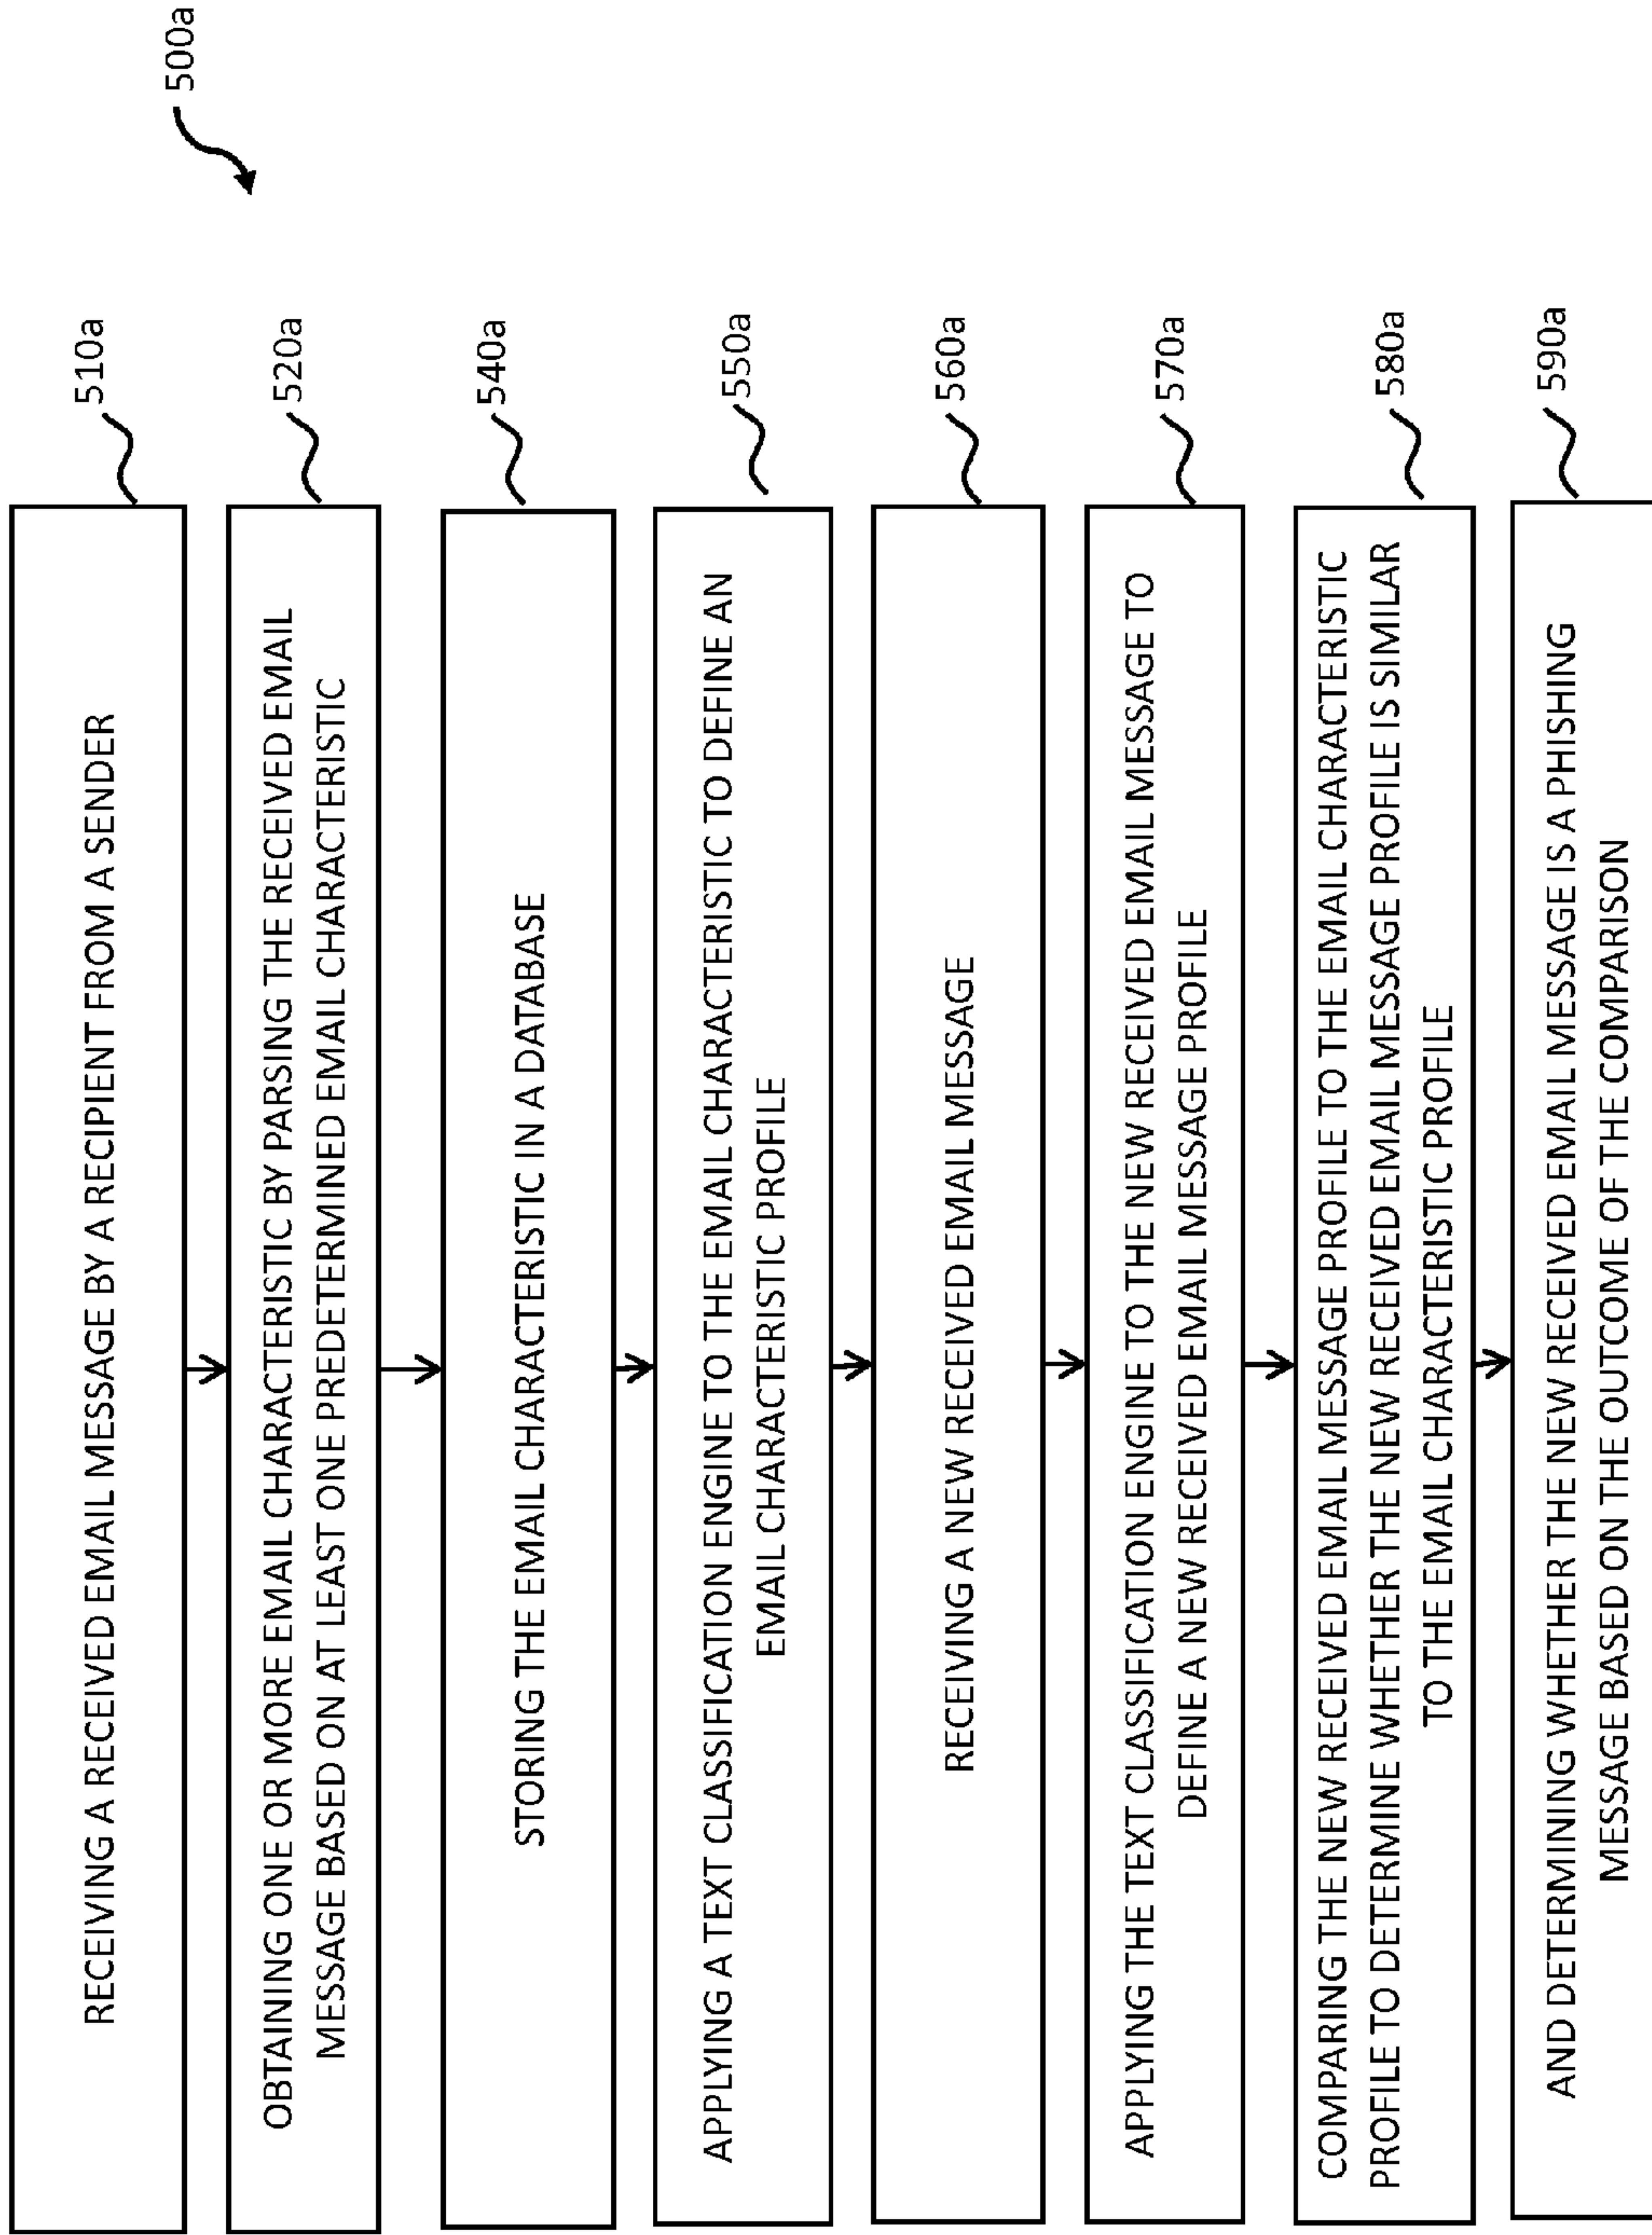 500a
510a
RECEIVING A RECEIVED EMAIL MESSAGE BY A RECIPIENT FROM A SENDER
520a
OBTAINING ONE OR MORE EMAIL CHARACTERISTIC BY PARSING THE RECEIVED EMAIL
MESSAGE BASED ON AT LEAST ONE PREDETERMINED EMAIL CHARACTERISTIC
540a
STORING THE EMAIL CHARACTERISTIC IN A DATABASE
550a
APPLYING A TEXT CLASSIFICATION ENGINE TO THE EMAIL CHARACTERISTIC TO DEFINE AN
EMAIL CHARACTERISTIC PROFILE
560a
RECEIVING A NEW RECEIVED EMAIL MESSAGE
570a
APPLYING THE TEXT CLASSIFICATION ENGINE TO THE NEW RECEIVED EMAIL MESSAGE TO
DEFINE A NEW RECEIVED EMAIL MESSAGE PROFILE
580a
COMPARING THE NEW RECEIVED EMAIL MESSAGE PROFILE TO THE EMAIL CHARACTERISTIC
PROFILE TO DETERMINE WHETHER THE NEW RECEIVED EMAIL MESSAGE PROFILE IS SIMILAR
TO THE EMAIL CHARACTERISTIC PROFILE
590a
AND DETERMINING WHETHER THE NEW RECEIVED EMAIL MESSAGE IS A PHISHING
MESSAGE BASED ON THE OUTCOME OF THE COMPARISON